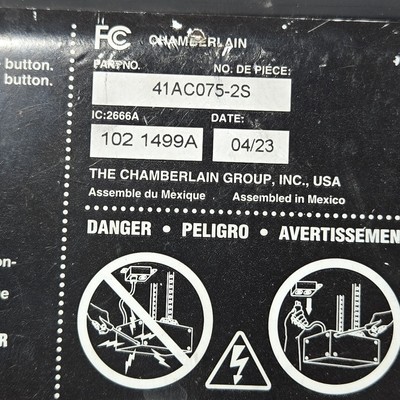 FC CHAMBERLAIN
button.
button.
PART NO. NO. DE PIÈCE:
41AC075-2S
IC:2666A DATE:
102 1499A 04/23
THE CHAMBERLAIN GROUP, INC., USA
Assemble du Mexique Assembled in Mexico
DANGER • PELIGRO • AVERTISSEMEN
on-
e
R